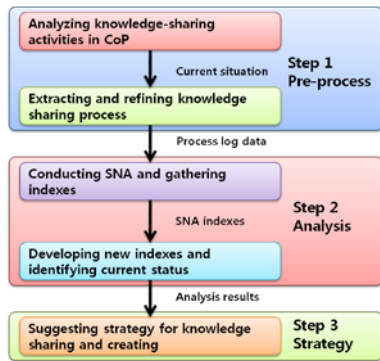 Analyzing knowledge-sharing
activities in CoP
Step 1
Pre-process
Current situation
Extracting and refining knowledge
sharing process
Process log data
Conducting SNA and gathering
indexes
Step 2
Analysis
SNA indexes
Developing new indexes and
identifying current status
Analysis results
Suggesting strategy for knowledge
sharing and creating
Step 3
Strategy